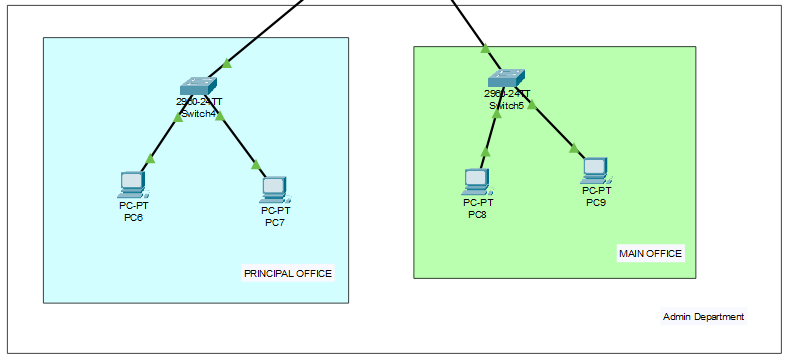 2960-24TT
Switch4
PC-PT
PC6
PC-PT
PC7
PRINCIPAL OFFICE
2960-24TT
Switch5
PC-PT
PC8
PC-PT
PC9
MAIN OFFICE
Admin Department